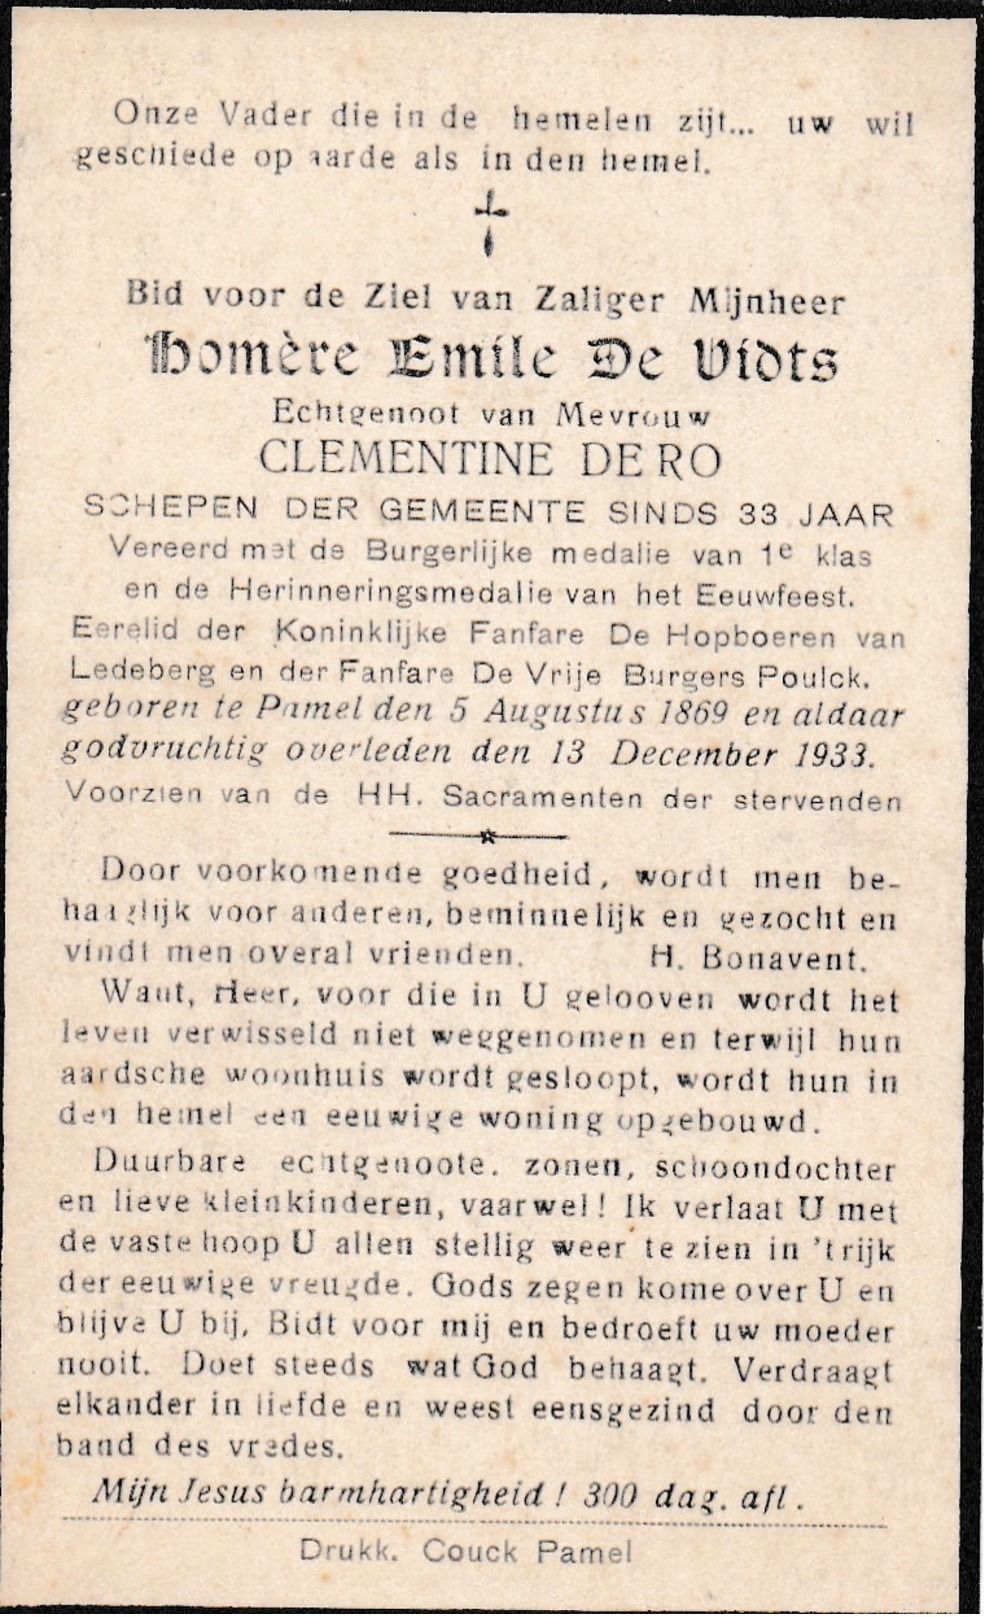 Onze Vader die in de hemelen zijt... uw wil
geschiede op aarde als in den hemel.
Bid voor de Ziel van Zaliger Mijnheer
Homère Emile De Vidts
Echtgenoot van Mevrouw
CLEMENTINE DERO
SCHEPEN DER GEMEENTE SINDS 33 JAAR
Vereerd met de Burgerlijke medalie van 1e klas
en de Herinneringsmedalie van het Eeuwfeest.
Eerelid der Koninklijke Fanfare De Hopboeren van
Ledeberg en der Fanfare De Vrije Burgers Poulck.
geboren te Pamel den 5 Augustus 1869 en aldaar
godvruchtig overleden den 13 December 1933.
Voorzien van de HH. Sacramenten der stervenden
Door voorkomende goedheid, wordt men be-
haaglijk voor anderen, beminnelijk en gezocht en
vindt men overal vrienden. H. Bonavent.
Want, Heer, voor die in U gelooven wordt het
leven verwisseld niet weggenomen en terwijl hun
aardsche woonhuis wordt gesloopt, wordt hun in
den hemel een eeuwige woning opgebouwd.
Duurbare echtgenoote. zonen, schoondochter
en lieve kleinkinderen, vaarwel! Ik verlaat U met
de vaste hoop U allen stellig weer te zien in 't rijk
der eeuwige vreugde. Gods zegen kome over U en
blijve U bij, Bidt voor mij en bedroeft uw moeder
nooit. Doet steeds wat God behaagt. Verdraagt
elkander in liefde en weest eensgezind door den
band des vredes.
Mijn Jesus barmhartigheid ! 300 dag. afl.
Drukk. Couck Pamel